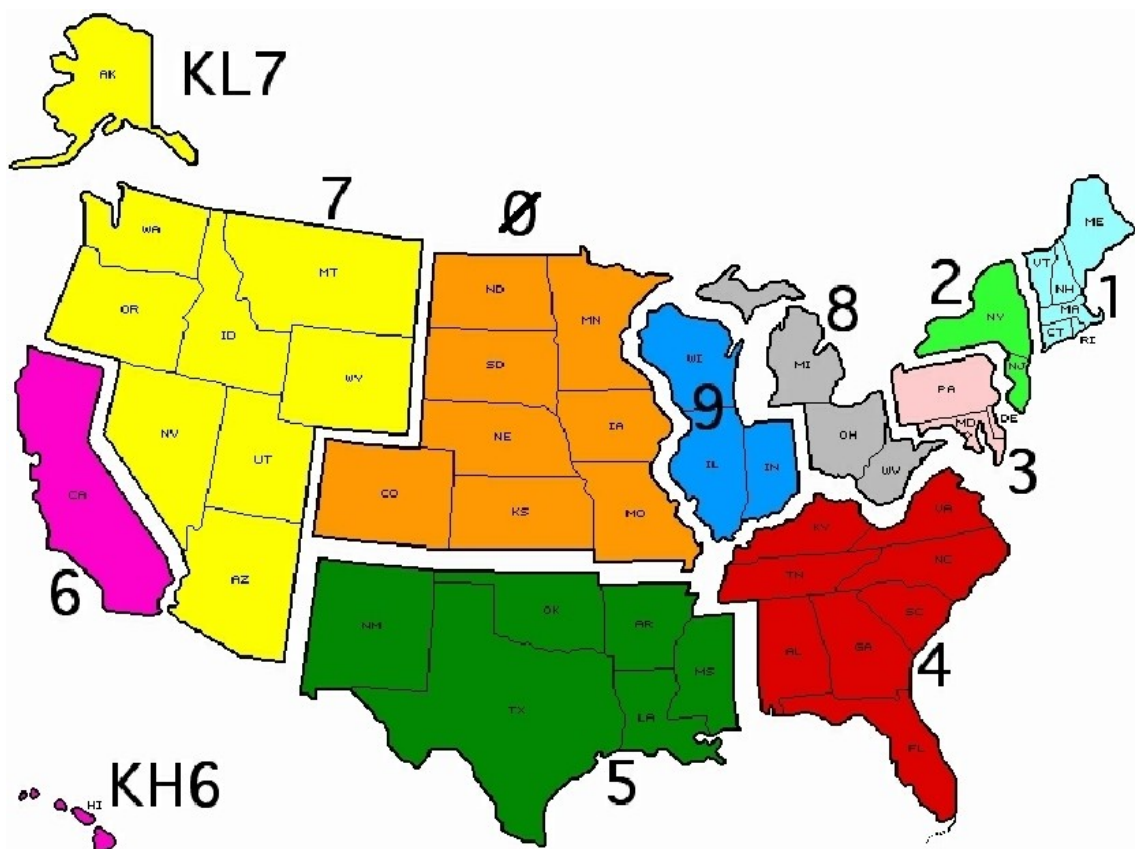 AK
KL7
7
Ø
WA
MT
ND
MN
ME
VT
NH
1
2
8
OR
ID
NY
MA
CT
RI
WI
MI
SD
WY
NJ
PA
9
DE
MD
NV
UT
NE
IA
OH
IL
IN
WV
3
CA
CO
KS
MO
KY
VA
6
AZ
TN
NC
OK
NM
AR
SC
AL
GA
4
MS
TX
LA
FL
5
HI
KH6